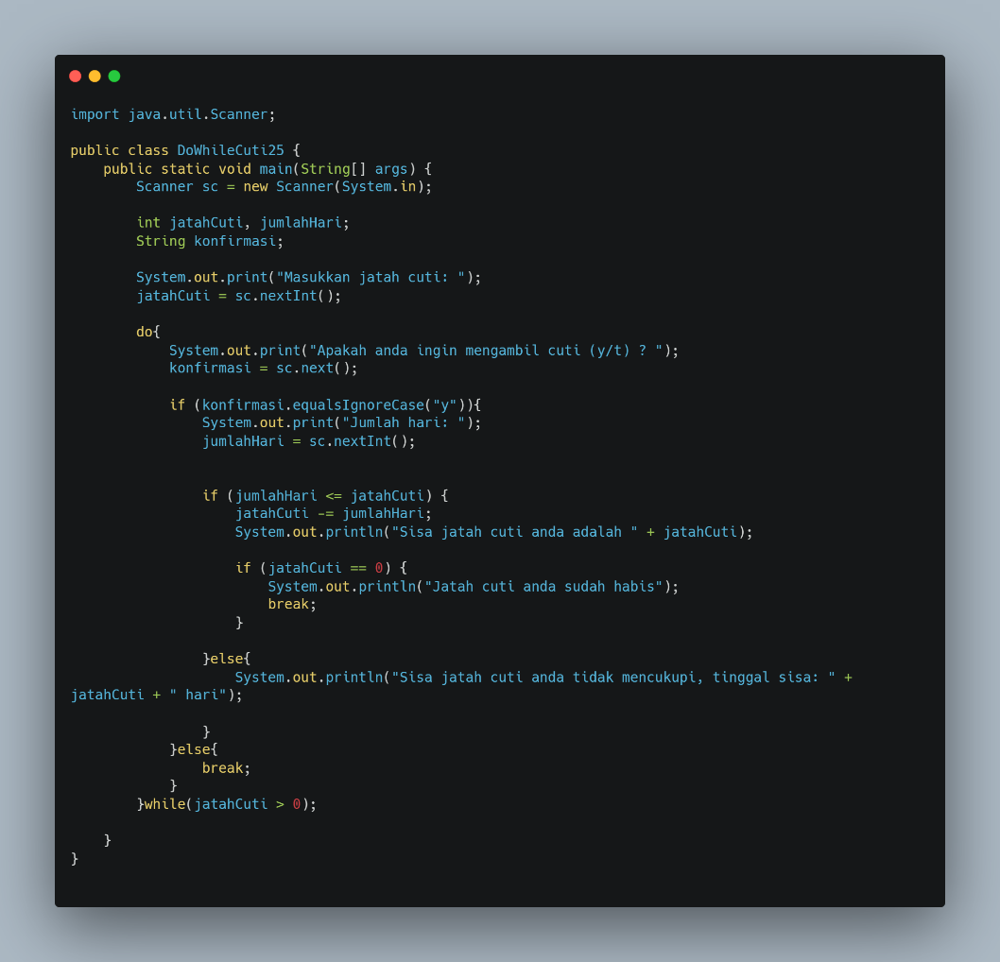 import java.util.Scanner;
public class DoWhileCuti25 {
    public static void main(String[] args) {
        Scanner sc = new Scanner(System.in);
        int jatahCuti, jumlahHari;
        String konfirmasi;
        System.out.print("Masukkan jatah cuti: ");
        jatahCuti = sc.nextInt();
        do{
            System.out.print("Apakah anda ingin mengambil cuti (y/t) ? ");
            konfirmasi = sc.next();
            if (konfirmasi.equalsIgnoreCase("y")){
                System.out.print("Jumlah hari: ");
                jumlahHari = sc.nextInt();
                if (jumlahHari <= jatahCuti) {
                    jatahCuti -= jumlahHari;
                    System.out.println("Sisa jatah cuti anda adalah " + jatahCuti);
                    if (jatahCuti == 0) {
                        System.out.println("Jatah cuti anda sudah habis");
                        break;
                    }
                }else{
                    System.out.println("Sisa jatah cuti anda tidak mencukupi, tinggal sisa: " +
jatahCuti + " hari");
                }
            }else{
                break;
            }
        }while(jatahCuti > 0);
    }
}